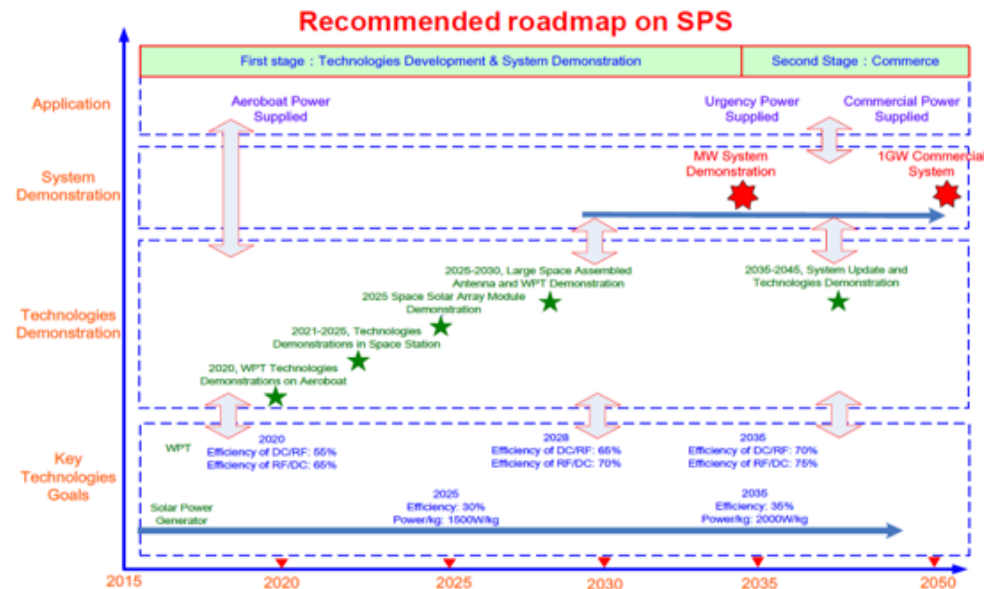 Recommended roadmap on SPS
First stage : Technologies Development & System Demonstration
Second Stage : Commerce
Application
Aeroboat Power
Supplied
Urgency Power
Supplied
Commercial Power
Supplied
System
Demonstration
MW System
Demonstration
1GW Commercial
System
Technologies
Demonstration
2025-2030, Large Space Assembled
Antenna and WPT Demonstration
2035-2045, System Update and
Technologies Demonstration
2025 Space Solar Array Module
Demonstration
2021-2025, Technologies
Demonstrations in Space Station
2020, WPT Technologies
Demonstrations on Aeroboat
Key
Technologies
Goals
WPT
2020
Efficiency of DC/RF: 55%
Efficiency of RF/DC: 65%
2028
Efficiency of DC/RF: 65%
Efficiency of RF/DC: 70%
2035
Efficiency of DC/RF: 70%
Efficiency of RF/DC: 75%
Solar Power
Generator
2025
Efficiency: 30%
Power/kg: 1500W/kg
2035
Efficiency: 35%
Power/kg: 2000W/kg
2015
2020
2025
2030
2035
2050